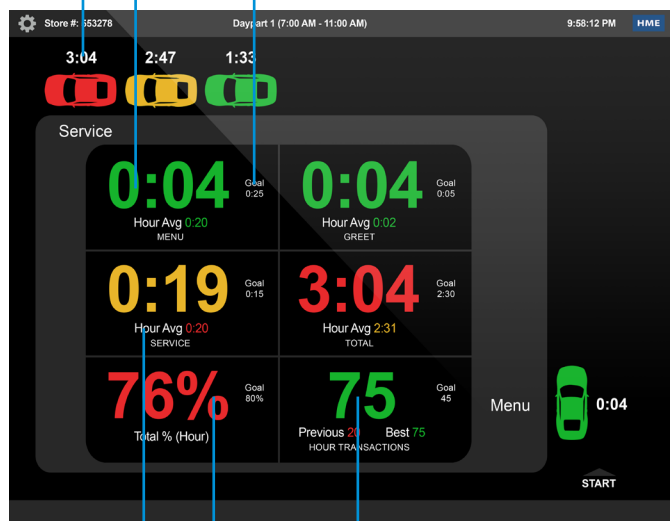 Store #: 553278 Daypart 1 (7:00 AM - 11:00 AM) 9:58:12 PM HME
3:04 2:47 1:33
Service
0:04 Goal 0:25
Hour Avg 0:20
MENU
0:04 Goal 0:05
Hour Avg 0:02
GREET
0:19 Goal 0:15
Hour Avg 0:20
SERVICE
3:04 Goal 2:30
Hour Avg 2:31
TOTAL
76% Goal 80%
Total % (Hour)
75 Goal 45
Previous 20 Best 75
HOUR TRANSACTIONS
Menu 0:04
START